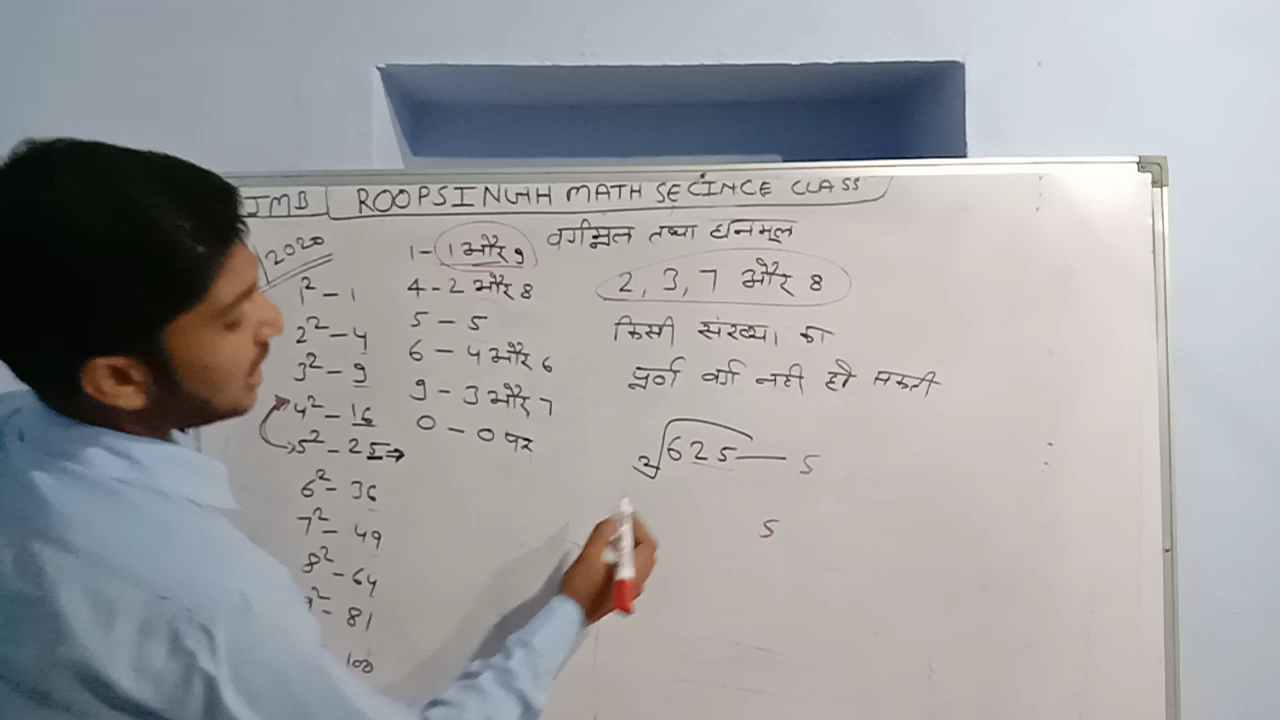 JMB ROOPSINGH MATH SECINCE CLASS
/2020
वर्गमूल तथा घनमूल
1² - 1
2² - 4
3² - 9
4² - 16
5² - 25 →
6² - 36
7² - 49
8² - 64
9² - 81
100
1 - 1 और 9
4 - 2 और 8
5 - 5
6 - 4 और 6
9 - 3 और 7
0 - 0 पर
2, 3, 7 और 8
किसी संख्या का
पूर्ण वर्ग नही हो सकती
²√625 — 5
5